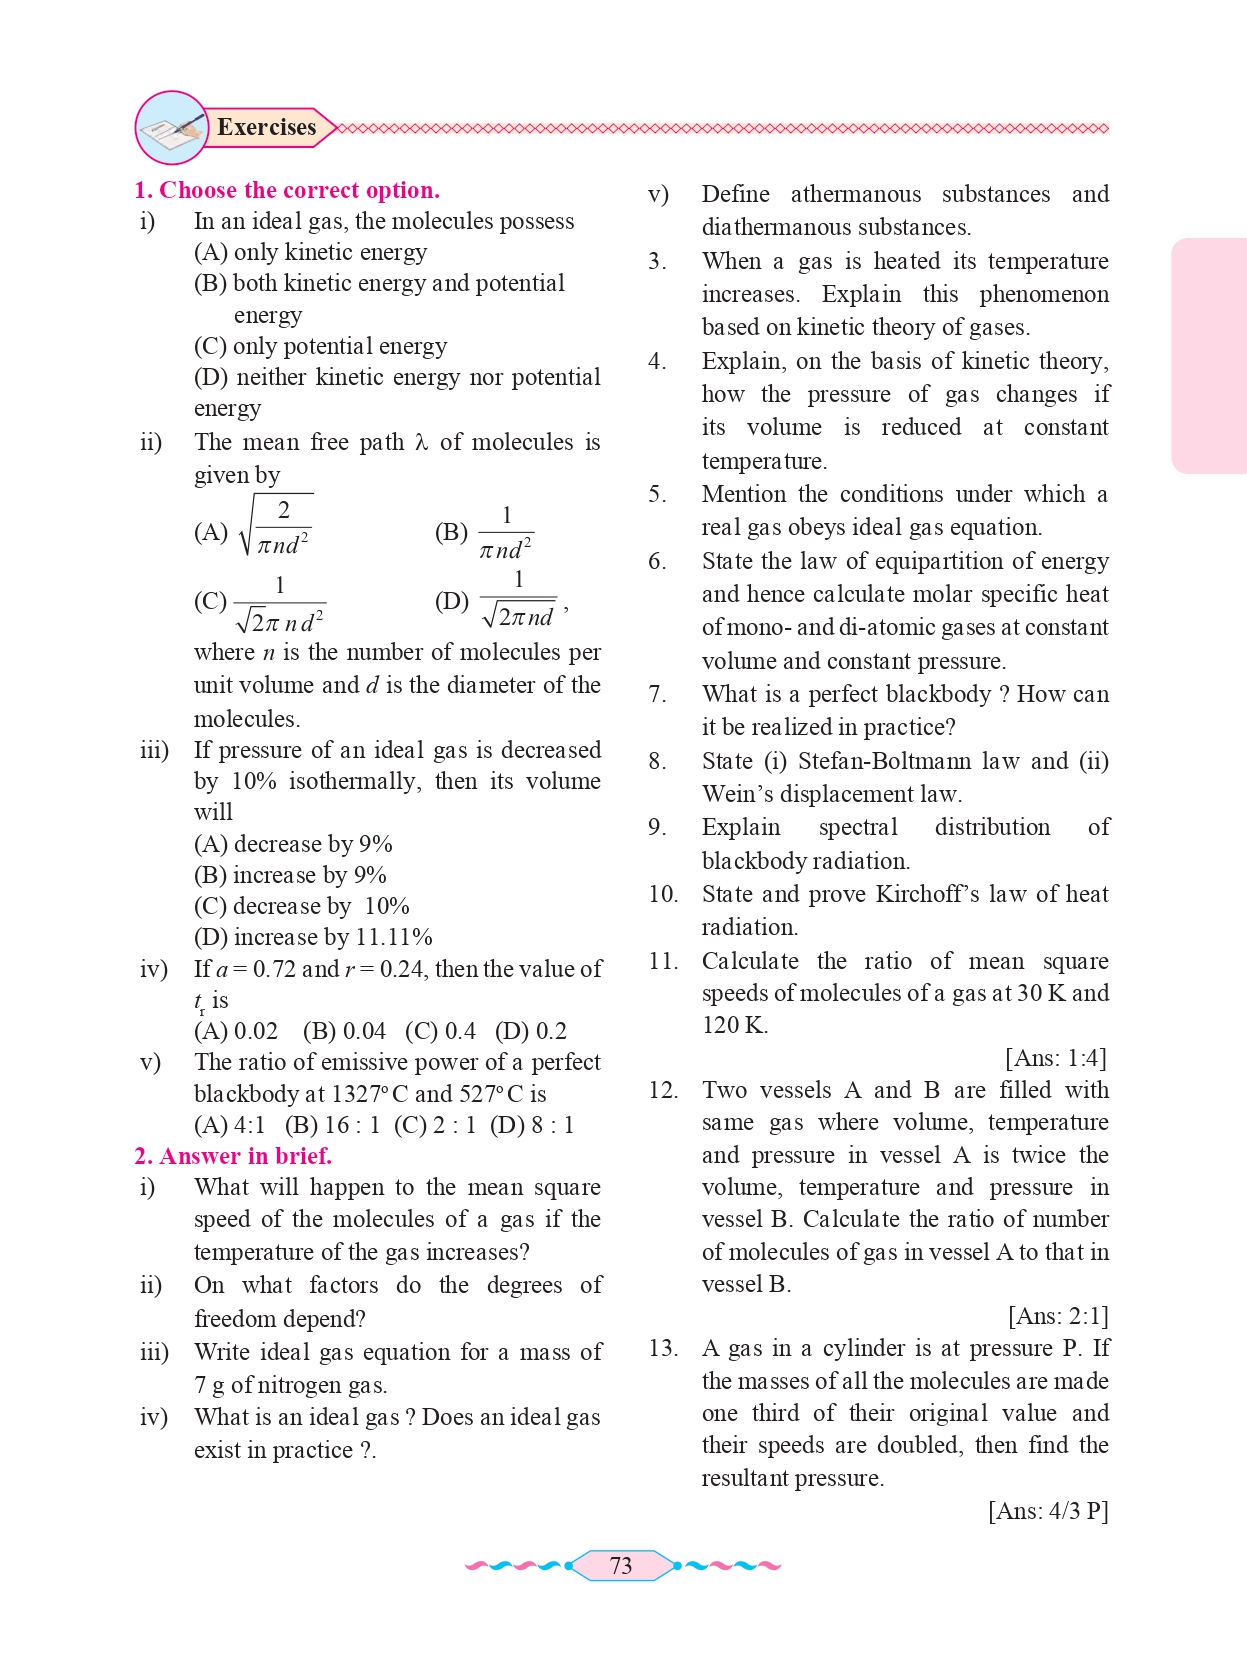 Exercises
1. Choose the correct option.
i) In an ideal gas, the molecules possess
(A) only kinetic energy
(B) both kinetic energy and potential
energy
(C) only potential energy
(D) neither kinetic energy nor potential
energy
ii) The mean free path λ of molecules is
given by
(A) √(2/πnd²) (B) 1/πnd²
(C) 1/√2π n d² (D) 1/√(2πnd) ,
where n is the number of molecules per
unit volume and d is the diameter of the
molecules.
iii) If pressure of an ideal gas is decreased
by 10% isothermally, then its volume
will
(A) decrease by 9%
(B) increase by 9%
(C) decrease by 10%
(D) increase by 11.11%
iv) If a = 0.72 and r = 0.24, then the value of
tr is
(A) 0.02 (B) 0.04 (C) 0.4 (D) 0.2
v) The ratio of emissive power of a perfect
blackbody at 1327°C and 527°C is
(A) 4:1 (B) 16 : 1 (C) 2 : 1 (D) 8 : 1
2. Answer in brief.
i) What will happen to the mean square
speed of the molecules of a gas if the
temperature of the gas increases?
ii) On what factors do the degrees of
freedom depend?
iii) Write ideal gas equation for a mass of
7 g of nitrogen gas.
iv) What is an ideal gas ? Does an ideal gas
exist in practice ?.
v) Define athermanous substances and
diathermanous substances.
3. When a gas is heated its temperature
increases. Explain this phenomenon
based on kinetic theory of gases.
4. Explain, on the basis of kinetic theory,
how the pressure of gas changes if
its volume is reduced at constant
temperature.
5. Mention the conditions under which a
real gas obeys ideal gas equation.
6. State the law of equipartition of energy
and hence calculate molar specific heat
of mono- and di-atomic gases at constant
volume and constant pressure.
7. What is a perfect blackbody ? How can
it be realized in practice?
8. State (i) Stefan-Boltmann law and (ii)
Wein's displacement law.
9. Explain spectral distribution of
blackbody radiation.
10. State and prove Kirchoff's law of heat
radiation.
11. Calculate the ratio of mean square
speeds of molecules of a gas at 30 K and
120 K.
[Ans: 1:4]
12. Two vessels A and B are filled with
same gas where volume, temperature
and pressure in vessel A is twice the
volume, temperature and pressure in
vessel B. Calculate the ratio of number
of molecules of gas in vessel A to that in
vessel B.
[Ans: 2:1]
13. A gas in a cylinder is at pressure P. If
the masses of all the molecules are made
one third of their original value and
their speeds are doubled, then find the
resultant pressure.
[Ans: 4/3 P]
73